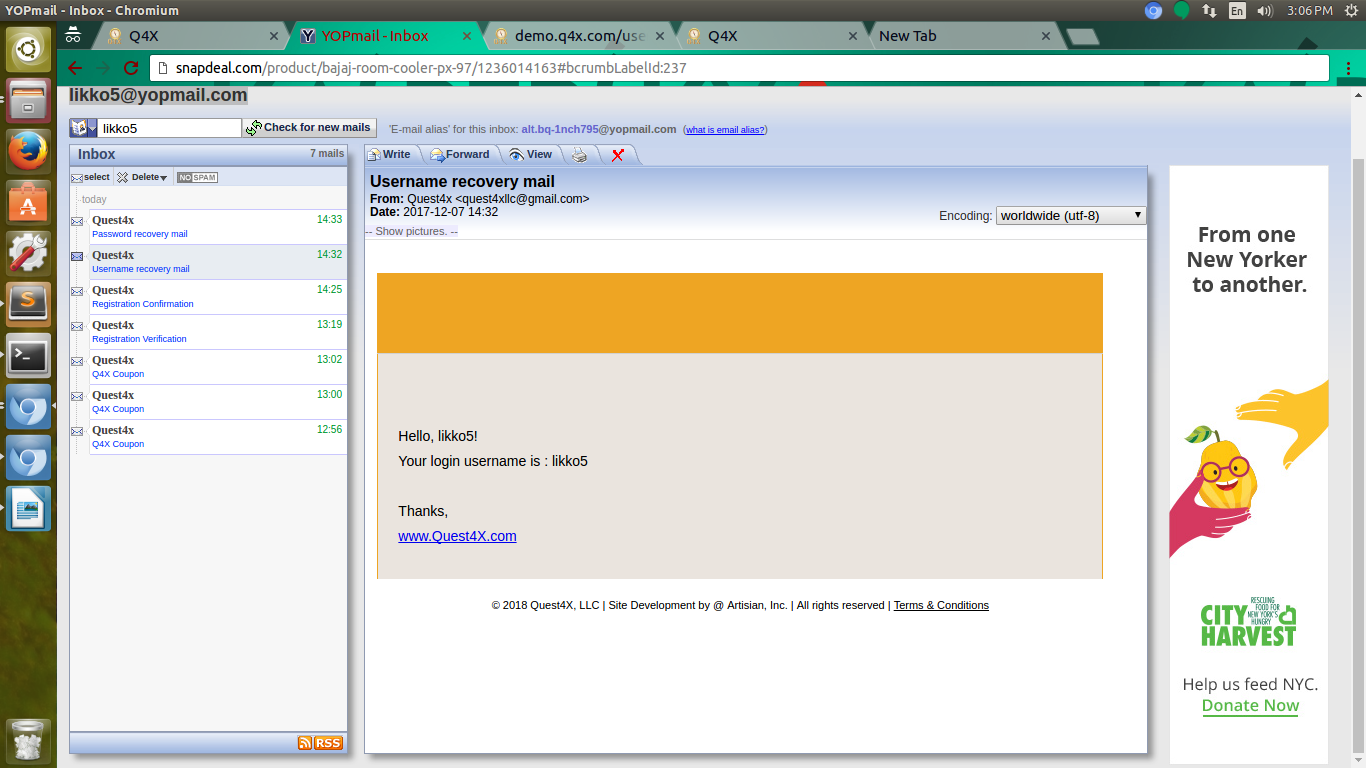 YOPmail - Inbox - Chromium
En
3:06 PM
Q4X
YOPmail - Inbox
demo.q4x.com/use
Q4X
New Tab
snapdeal.com/product/bajaj-room-cooler-px-97/1236014163#bcrumbLabelId:237
likko5@yopmail.com
likko5
Check for new mails
'E-mail alias' for this inbox: alt.bq-1nch795@yopmail.com (what is email alias?)
Inbox
7 mails
Write
Forward
View
select
Delete
NO SPAM
today
Quest4x 14:33
Password recovery mail
Quest4x 14:32
Username recovery mail
Quest4x 14:25
Registration Confirmation
Quest4x 13:19
Registration Verification
Quest4x 13:02
Q4X Coupon
Quest4x 13:00
Q4X Coupon
Quest4x 12:56
Q4X Coupon
RSS
Username recovery mail
From: Quest4x <quest4xllc@gmail.com>
Date: 2017-12-07 14:32
Encoding: worldwide (utf-8)
-- Show pictures. --
Hello, likko5!
Your login username is : likko5
Thanks,
www.Quest4X.com
© 2018 Quest4X, LLC | Site Development by @ Artisian, Inc. | All rights reserved | Terms & Conditions
From one
New Yorker
to another.
CITY
RESCUING
FOOD FOR
NEW YORK'S
HUNGRY
HARVEST
Help us feed NYC.
Donate Now